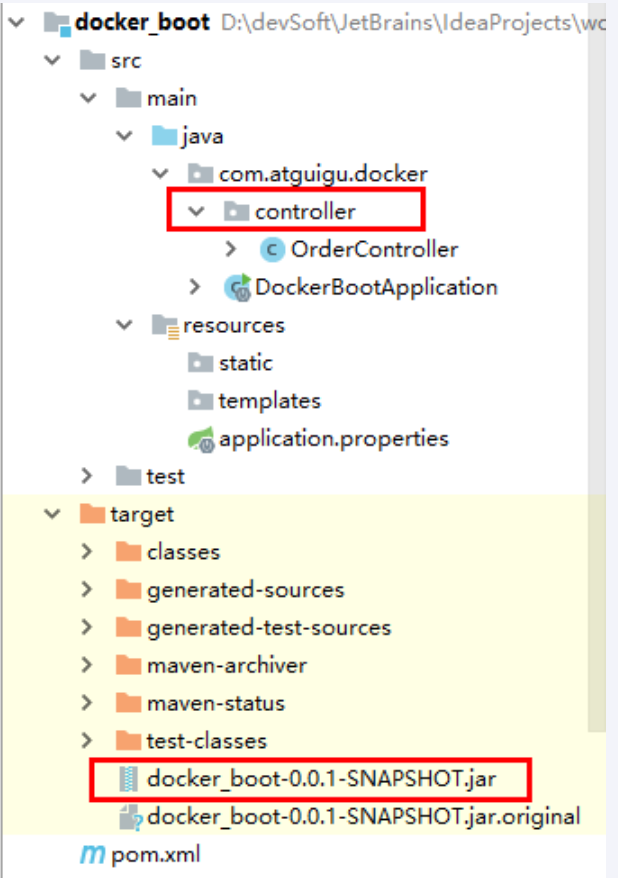 docker_boot D:\devSoft\JetBrains\IdeaProjects\wo
src
main
java
com.atguigu.docker
controller
OrderController
DockerBootApplication
resources
static
templates
application.properties
test
target
classes
generated-sources
generated-test-sources
maven-archiver
maven-status
test-classes
docker_boot-0.0.1-SNAPSHOT.jar
docker_boot-0.0.1-SNAPSHOT.jar.original
pom.xml